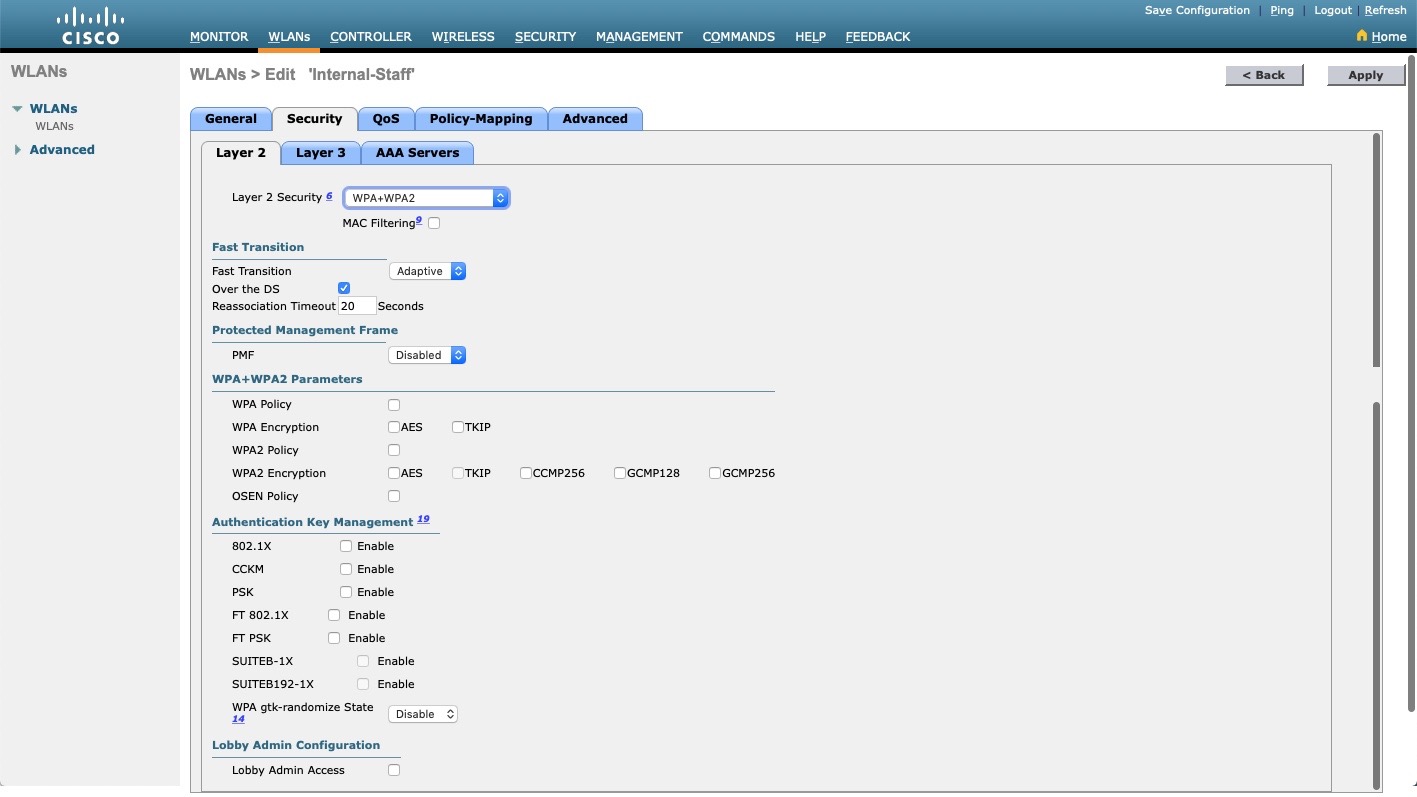 Save Configuration | Ping | Logout | Refresh
CISCO
MONITOR WLANs CONTROLLER WIRELESS SECURITY MANAGEMENT COMMANDS HELP FEEDBACK Home
WLANs
WLANs > Edit 'Internal-Staff'
< Back Apply
WLANs
WLANs
Advanced
General Security QoS Policy-Mapping Advanced
Layer 2 Layer 3 AAA Servers
Layer 2 Security 6 WPA+WPA2
MAC Filtering 9
Fast Transition
Fast Transition Adaptive
Over the DS
Reassociation Timeout 20 Seconds
Protected Management Frame
PMF Disabled
WPA+WPA2 Parameters
WPA Policy
WPA Encryption AES TKIP
WPA2 Policy
WPA2 Encryption AES TKIP CCMP256 GCMP128 GCMP256
OSEN Policy
Authentication Key Management 19
802.1X Enable
CCKM Enable
PSK Enable
FT 802.1X Enable
FT PSK Enable
SUITEB-1X Enable
SUITEB192-1X Enable
WPA gtk-randomize State
14 Disable
Lobby Admin Configuration
Lobby Admin Access